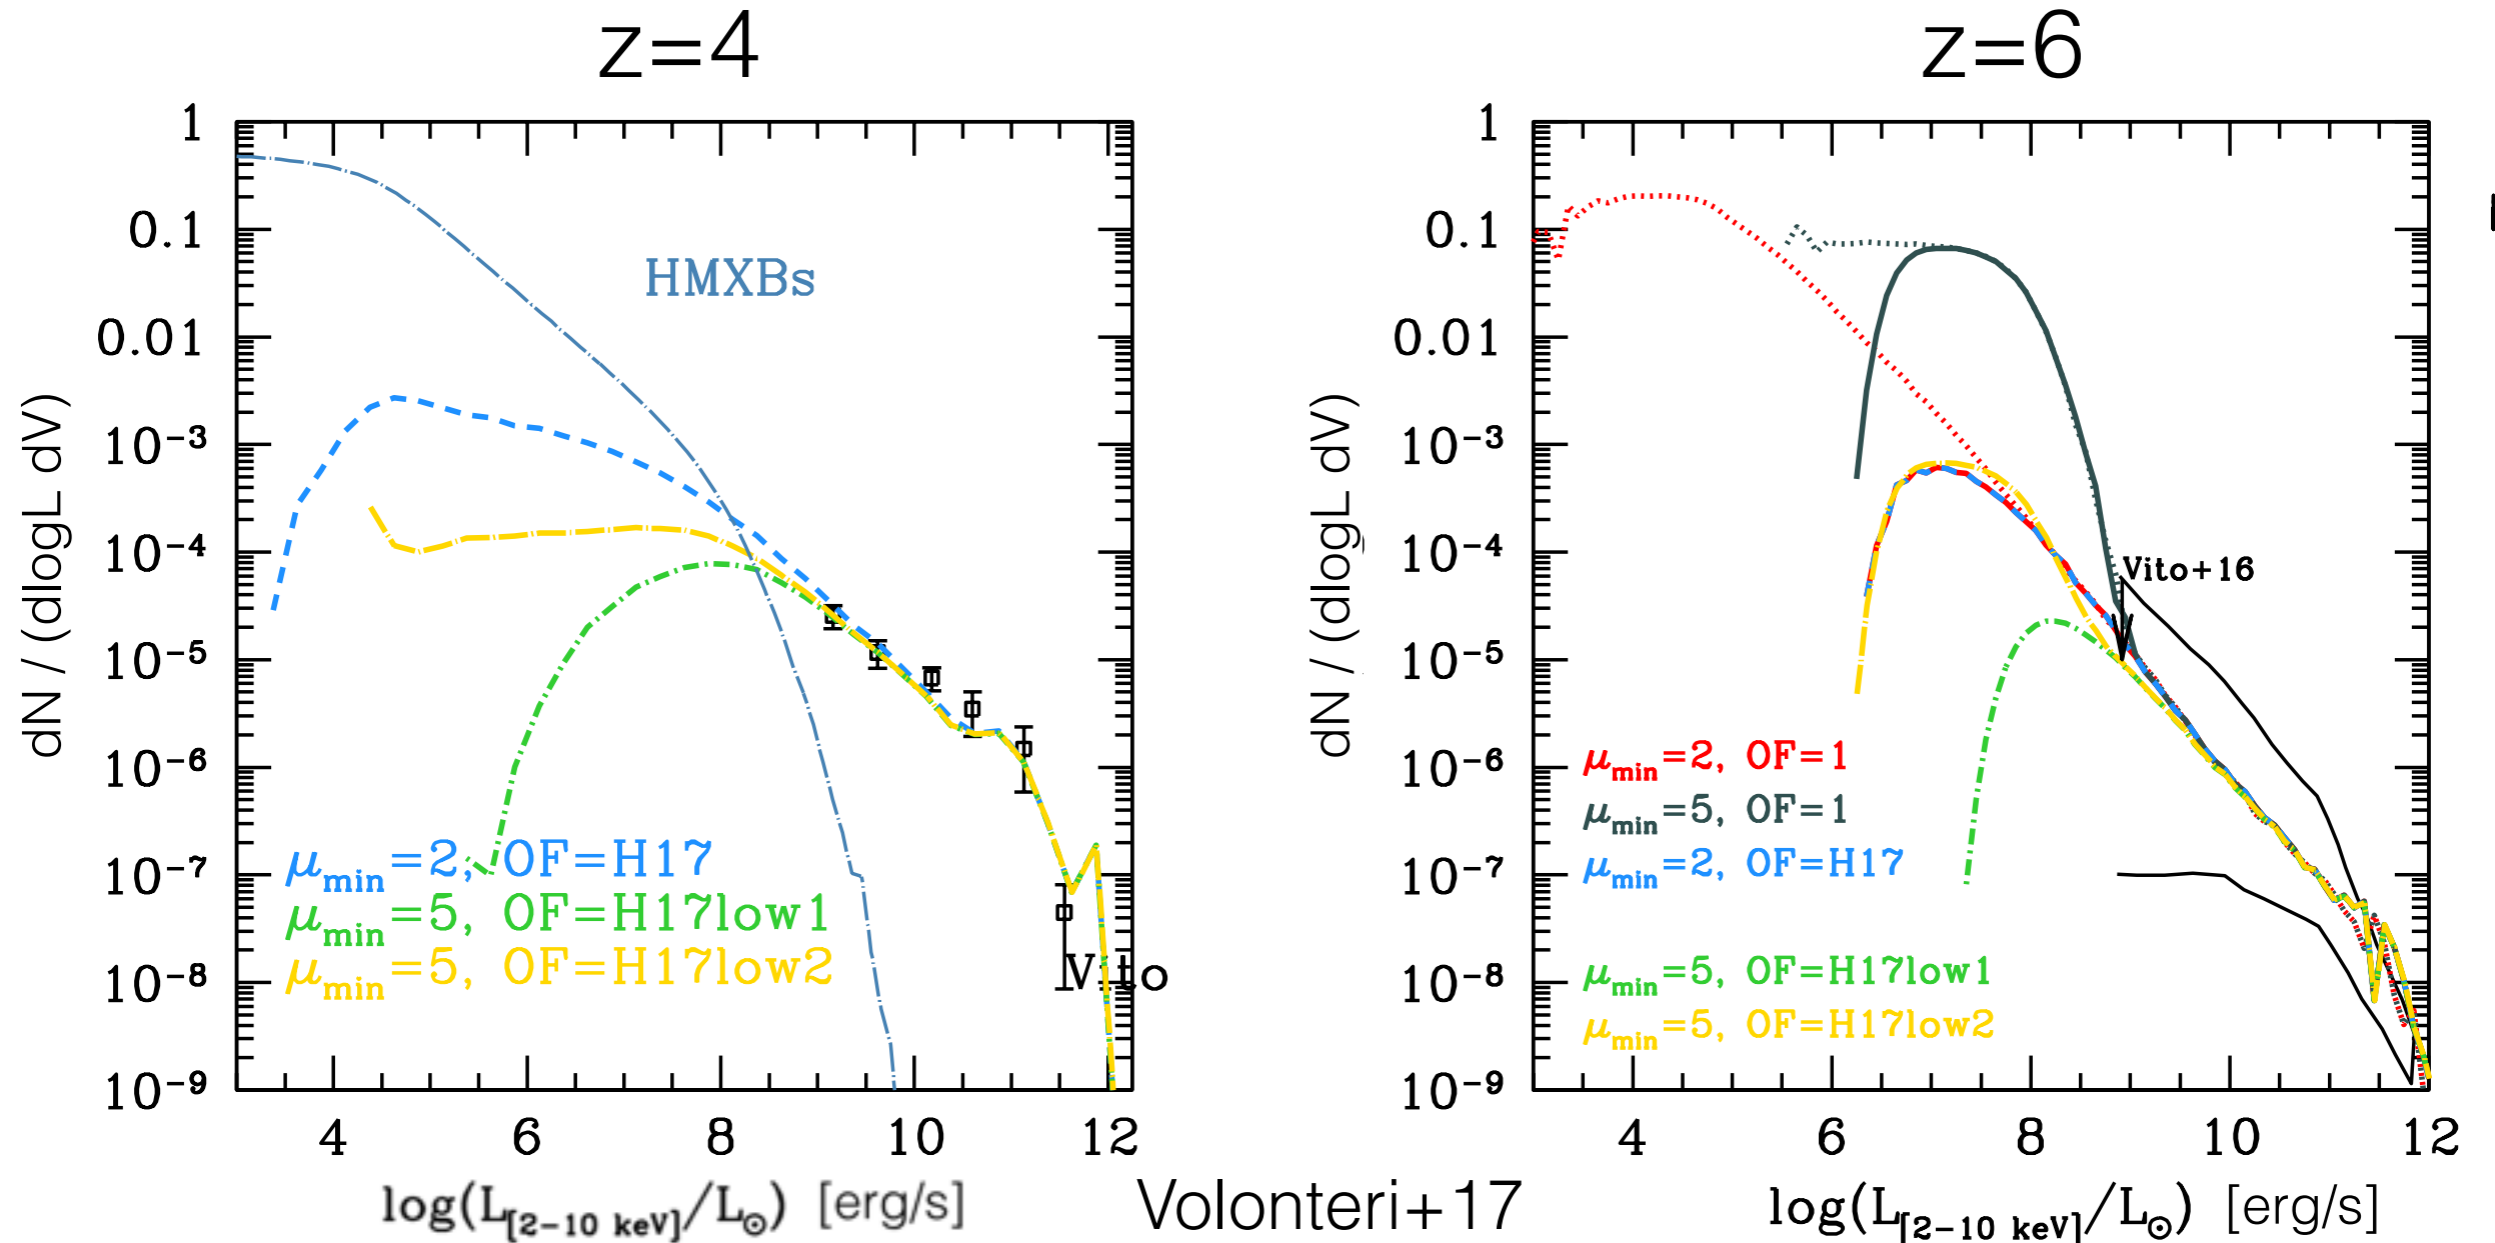 z=4
z=6
1
0.1
0.01
10⁻³
10⁻⁴
10⁻⁵
10⁻⁶
10⁻⁷
10⁻⁸
10⁻⁹
dN / (dlogL dV)
HMXBs
μmin=2, OF=H17
μmin=5, OF=H17low1
μmin=5, OF=H17low2
Vito
4 6 8 10 12
log(L[2-10 keV]/L⊙) [erg/s]
1
0.1
0.01
10⁻³
10⁻⁴
10⁻⁵
10⁻⁶
10⁻⁷
10⁻⁸
10⁻⁹
dN / (dlogL dV)
Vito+16
μmin=2, OF=1
μmin=5, OF=1
μmin=2, OF=H17
μmin=5, OF=H17low1
μmin=5, OF=H17low2
4 6 8 10 12
log(L[2-10 keV]/L⊙) [erg/s]
Volonteri+17